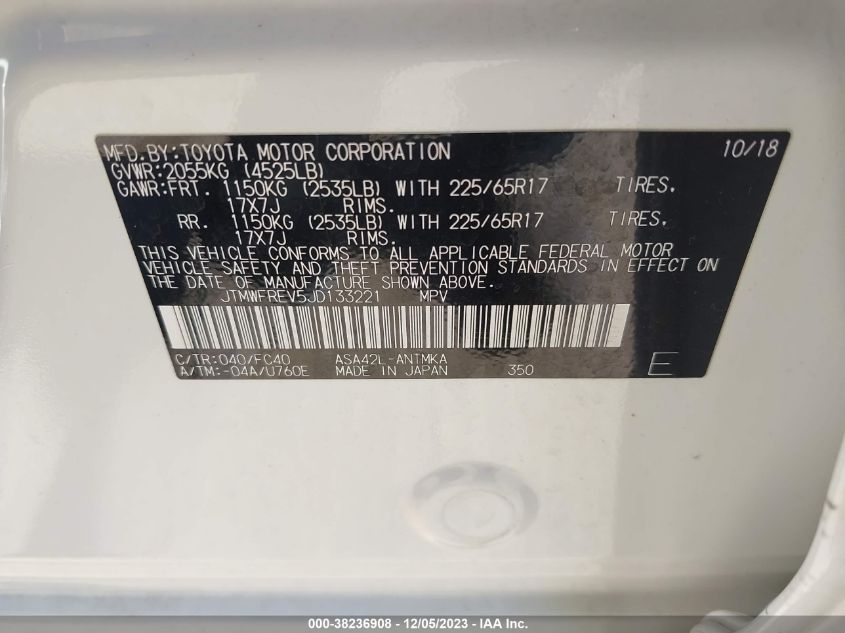 MFD.BY:TOYOTA MOTOR CORPORATION 10/18
GVWR:2055KG (4525LB)
GAWR:FRT. 1150KG (2535LB) WITH 225/65R17 TIRES,
17X7J RIMS.
RR. 1150KG (2535LB) WITH 225/65R17 TIRES,
17X7J RIMS.
THIS VEHICLE CONFORMS TO ALL APPLICABLE FEDERAL MOTOR
VEHICLE SAFETY AND THEFT PREVENTION STANDARDS IN EFFECT ON
THE DATE OF MANUFACTURE SHOWN ABOVE.
JTMWFREV5JD133221 MPV
C/TR:040/FC40 ASA42L-ANTMKA
A/TM:-04A/U760E MADE IN JAPAN 350 E
000-38236908 - 12/05/2023 - IAA Inc.